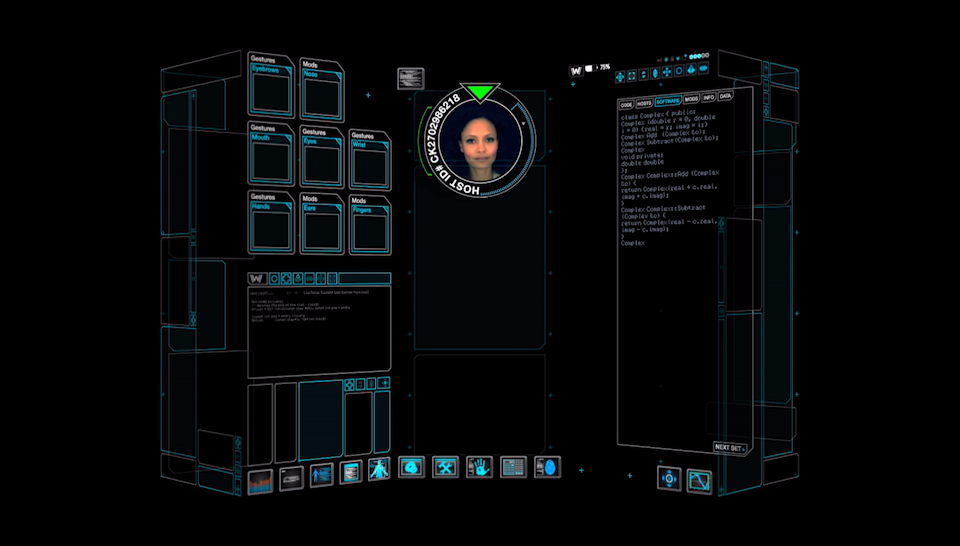 Gestures
Eyebrows
Mods
Nose
Gestures
Mouth
Gestures
Eyes
Gestures
Wrist
Gestures
Hands
Mods
Ears
Mods
Fingers
W
HOST ID# CK2702986218
W 75%
CODE HOSTS SOFTWARE MODS INFO DATA
class Complex { public:
Complex (double r = 0, double
i = 0) {real = r; imag = i;}
Complex Add (Complex &c);
Complex Subtract(Complex &c);
Complex
void private:
double double
};
Complex Complex::Add (Complex
&c) {
return Complex(real + c.real,
imag + c.imag);
}
Complex Complex::Subtract
(Complex &c) {
return Complex(real - c.real,
imag - c.imag);
}
Complex
NEXT SET